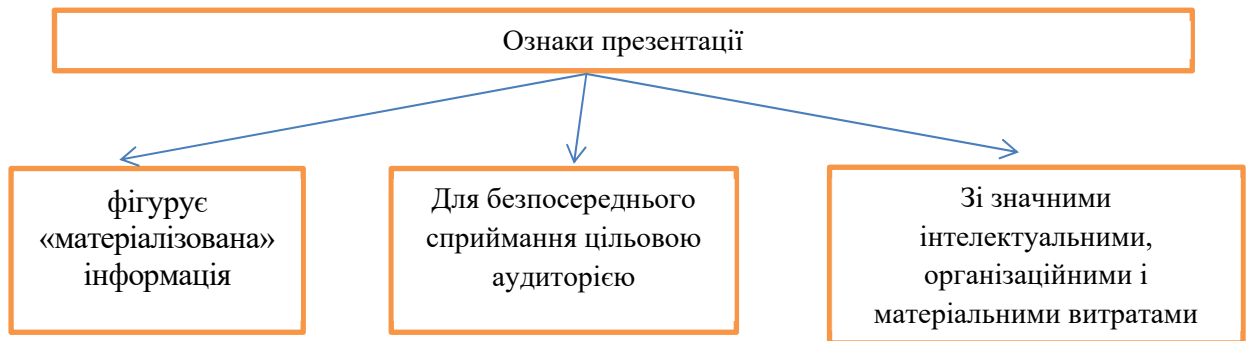 Ознаки презентації
фігурує
«матеріалізована»
інформація
Для безпосереднього
сприймання цільовою
аудиторією
Зі значними
інтелектуальними,
організаційними і
матеріальними витратами